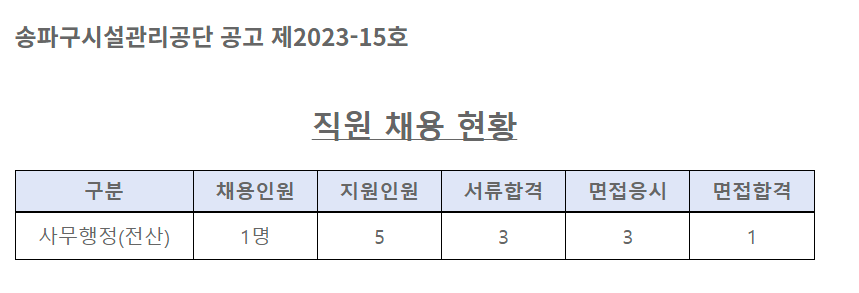 송파구시설관리공단 공고 제2023-15호
직원 채용 현황
구분 채용인원 지원인원 서류합격 면접응시 면접합격
사무행정(전산) 1명 5 3 3 1